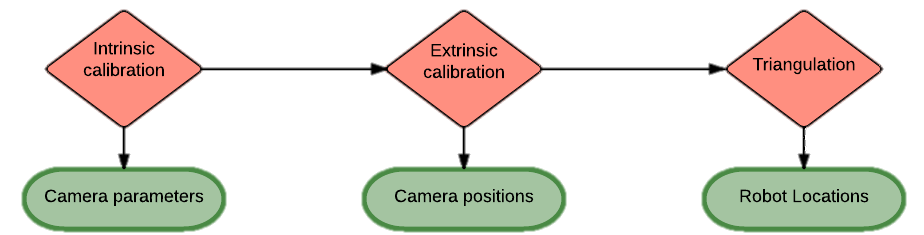 Intrinsic
calibration
Extrinsic
calibration
Triangulation
Camera parameters
Camera positions
Robot Locations